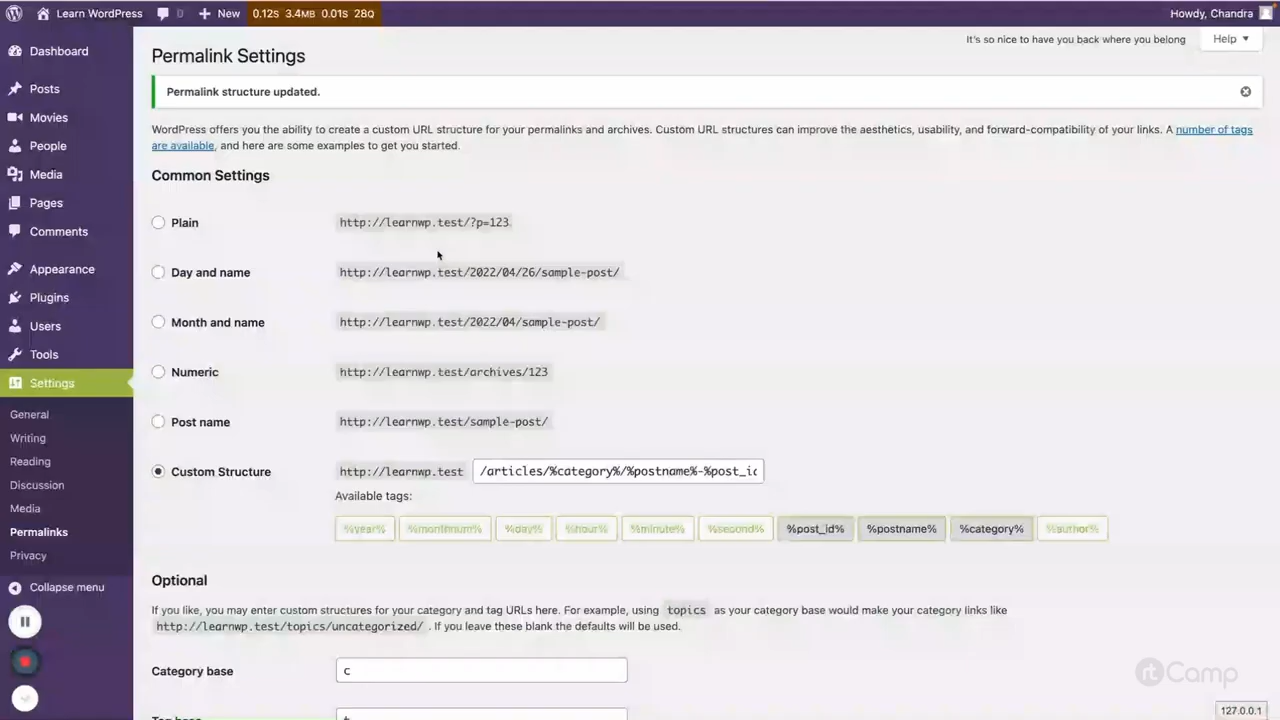 Learn WordPress 0 New 0.12S 3.4MB 0.01S 28Q Howdy, Chandra
It's so nice to have you back where you belong Help
Dashboard
Posts
Movies
People
Media
Pages
Comments
Appearance
Plugins
Users
Tools
Settings
General
Writing
Reading
Discussion
Media
Permalinks
Privacy
Collapse menu
Permalink Settings
Permalink structure updated.
WordPress offers you the ability to create a custom URL structure for your permalinks and archives. Custom URL structures can improve the aesthetics, usability, and forward-compatibility of your links. A number of tags
are available, and here are some examples to get you started.
Common Settings
Plain http://learnwp.test/?p=123
Day and name http://learnwp.test/2022/04/26/sample-post/
Month and name http://learnwp.test/2022/04/sample-post/
Numeric http://learnwp.test/archives/123
Post name http://learnwp.test/sample-post/
Custom Structure http://learnwp.test /articles/%category%/%postname%-%post_id
Available tags:
%year% %monthnum% %day% %hour% %minute% %second% %post_id% %postname% %category% %author%
Optional
If you like, you may enter custom structures for your category and tag URLs here. For example, using topics as your category base would make your category links like
http://learnwp.test/topics/uncategorized/ . If you leave these blank the defaults will be used.
Category base c
rtCamp
127.0.0.1